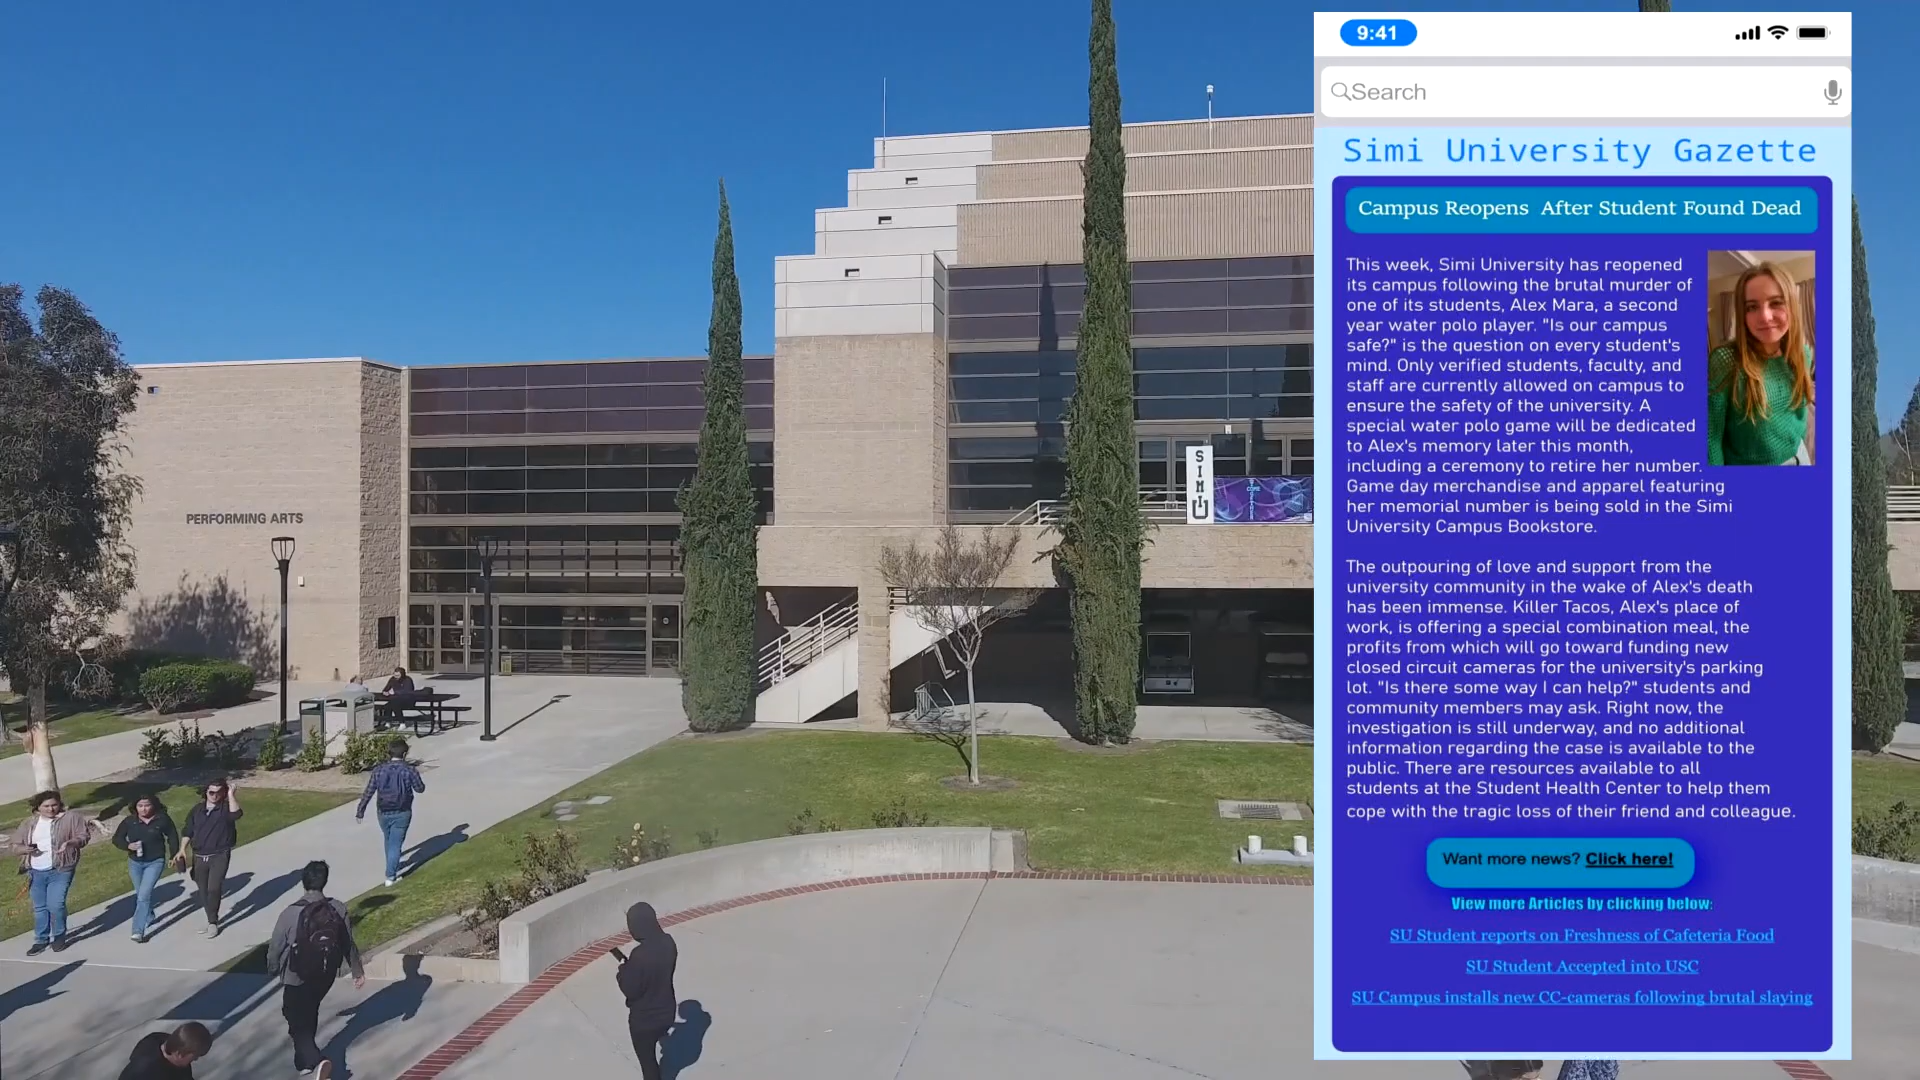 PERFORMING ARTS
SIMI U
9:41
Search
Simi University Gazette
Campus Reopens After Student Found Dead
This week, Simi University has reopened
its campus following the brutal murder of
one of its students, Alex Mara, a second
year water polo player. "Is our campus
safe?" is the question on every student's
mind. Only verified students, faculty, and
staff are currently allowed on campus to
ensure the safety of the university. A
special water polo game will be dedicated
to Alex's memory later this month,
including a ceremony to retire her number.
Game day merchandise and apparel featuring
her memorial number is being sold in the Simi
University Campus Bookstore.
The outpouring of love and support from the
university community in the wake of Alex's death
has been immense. Killer Tacos, Alex's place of
work, is offering a special combination meal, the
profits from which will go toward funding new
closed circuit cameras for the university's parking
lot. "Is there some way I can help?" students and
community members may ask. Right now, the
investigation is still underway, and no additional
information regarding the case is available to the
public. There are resources available to all
students at the Student Health Center to help them
cope with the tragic loss of their friend and colleague.
Want more news? Click here!
View more Articles by clicking below:
SU Student reports on Freshness of Cafeteria Food
SU Student Accepted into USC
SU Campus installs new CC-cameras following brutal slaying